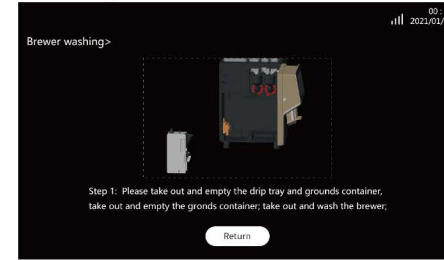 00:
2021/01/
Brewer washing>
Step 1: Please take out and empty the drip tray and grounds container,
take out and empty the gronds container; take out and wash the brewer;
Return